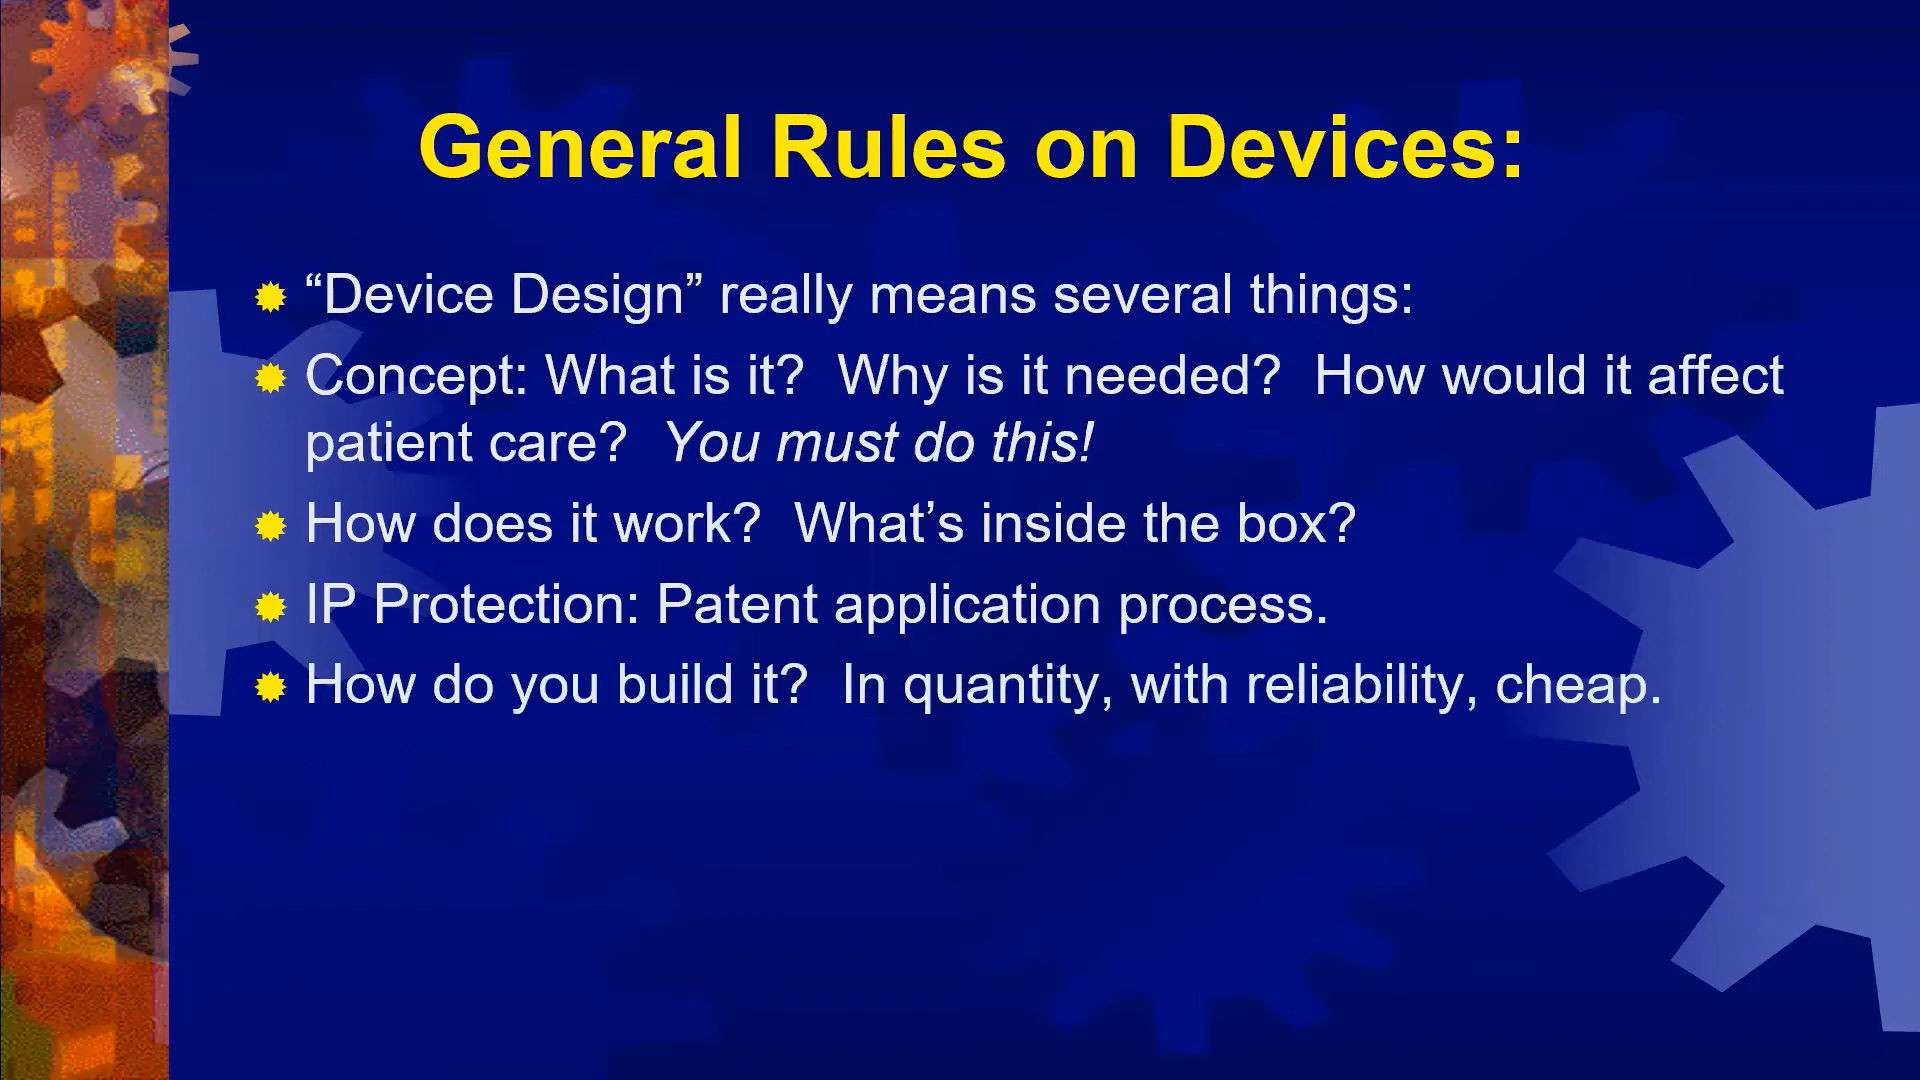 General Rules on Devices:
“Device Design” really means several things:
Concept: What is it?  Why is it needed?  How would it affect
patient care?  You must do this!
How does it work?  What’s inside the box?
IP Protection: Patent application process.
How do you build it?  In quantity, with reliability, cheap.